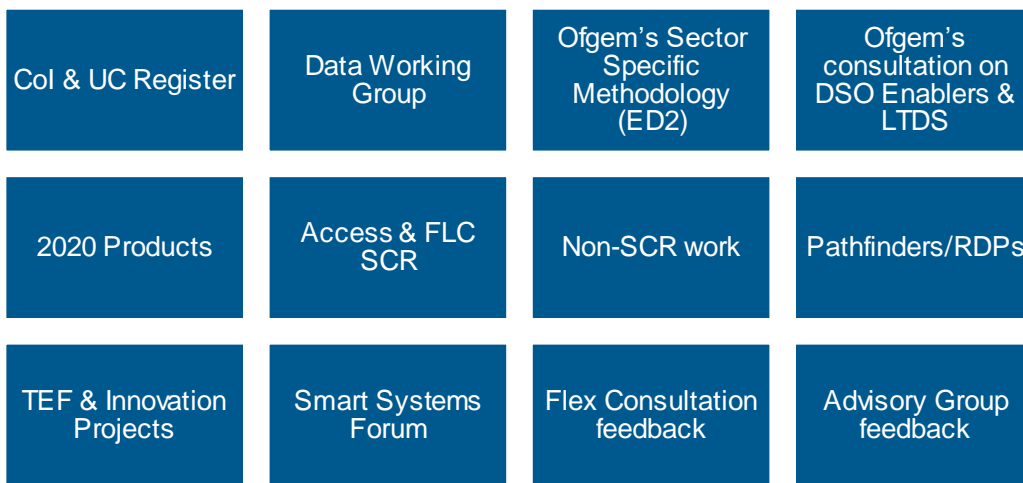 CoI & UC Register
Data Working
Group
Ofgem's Sector
Specific
Methodology
(ED2)
Ofgem's
consultation on
DSO Enablers &
LTDS
2020 Products
Access & FLC
SCR
Non-SCR work
Pathfinders/RDPs
TEF & Innovation
Projects
Smart Systems
Forum
Flex Consultation
feedback
Advisory Group
feedback